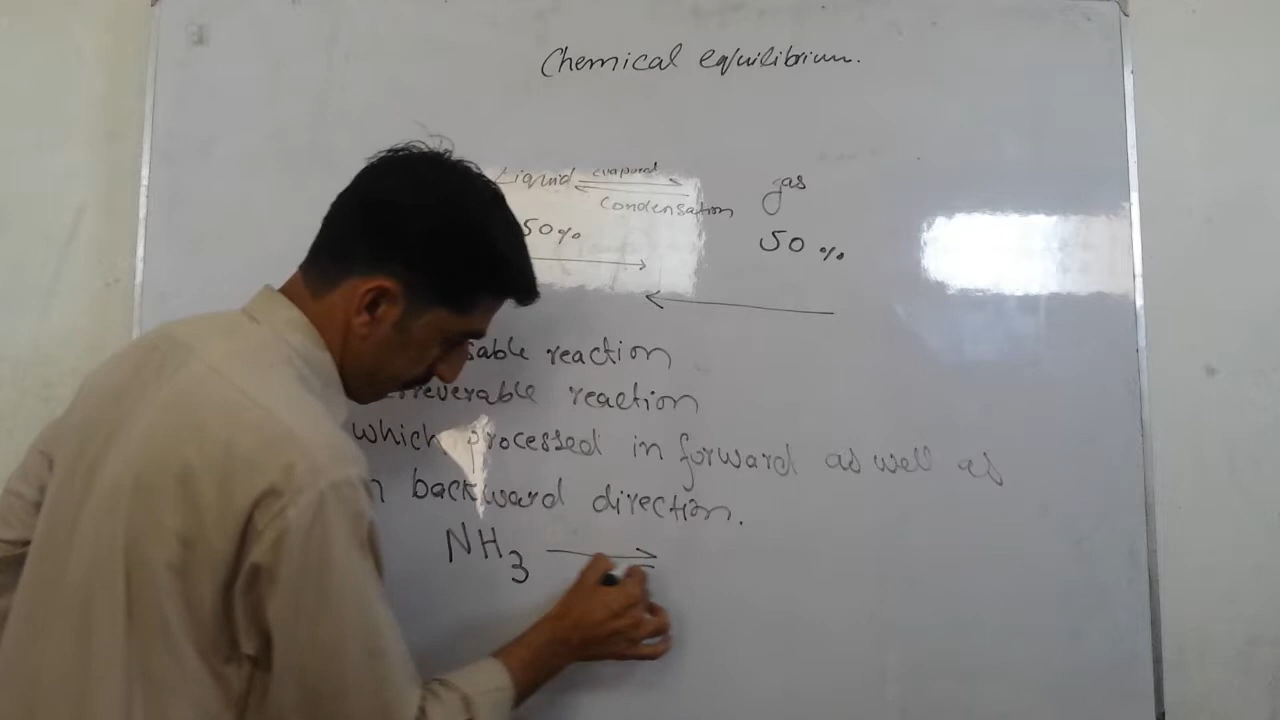 Chemical equilibrium.
Liquid evaporat gas
Condensation
50% 50%
sable reaction
irreverable reaction
which processed in forward as well as
n backward direction.
NH3